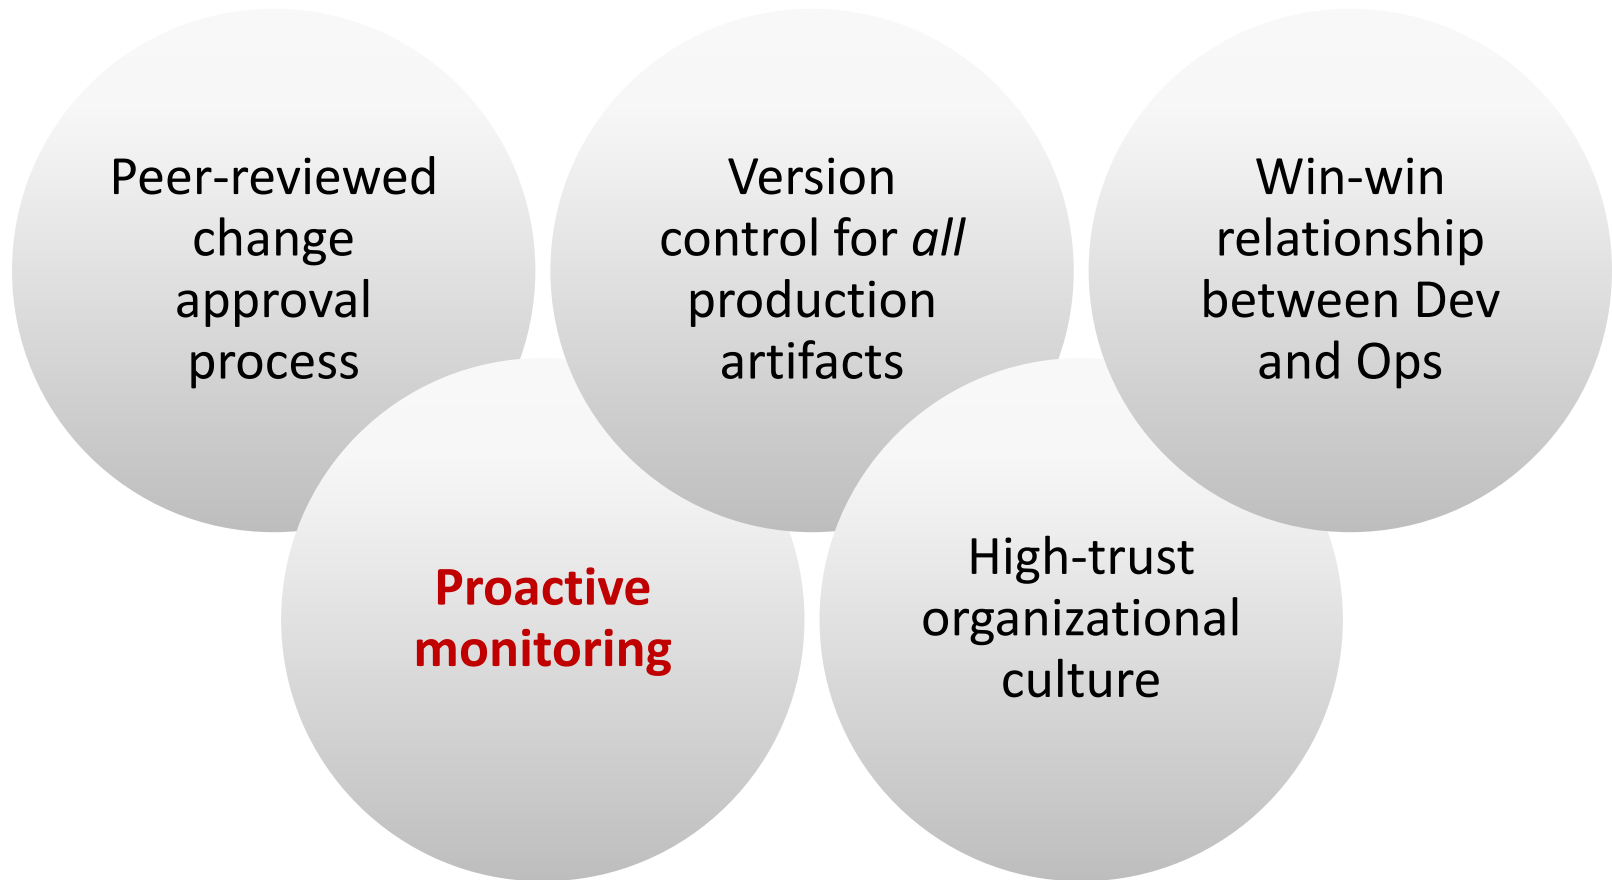 Peer-reviewed
change
approval
process
Version
control for all
production
artifacts
Win-win
relationship
between Dev
and Ops
Proactive
monitoring
High-trust
organizational
culture